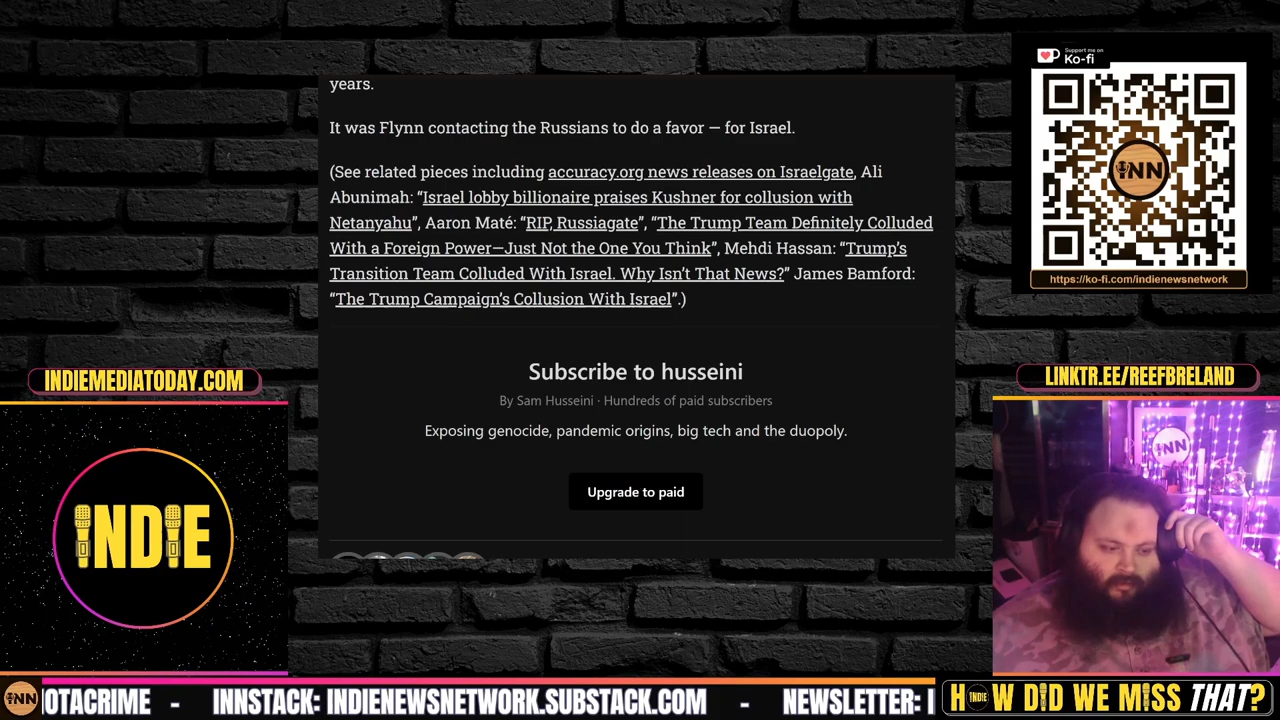 years.
It was Flynn contacting the Russians to do a favor — for Israel.
(See related pieces including accuracy.org news releases on Israelgate, Ali
Abunimah: “Israel lobby billionaire praises Kushner for collusion with
Netanyahu”, Aaron Maté: “RIP, Russiagate”, “The Trump Team Definitely Colluded
With a Foreign Power—Just Not the One You Think”, Mehdi Hassan: “Trump’s
Transition Team Colluded With Israel. Why Isn’t That News?” James Bamford:
“The Trump Campaign’s Collusion With Israel”.)
Subscribe to husseini
By Sam Husseini · Hundreds of paid subscribers
Exposing genocide, pandemic origins, big tech and the duopoly.
Upgrade to paid
Support me on
Ko-fi
INN
https://ko-fi.com/indienewsnetwork
INDIEMEDIATODAY.COM
LINKTR.EE/REEFBRELAND
INDIE
INN
INN
OTACRIME - INNSTACK: INDIENEWSNETWORK.SUBSTACK.COM - NEWSLETTER: I
HOW DID WE MISS THAT?